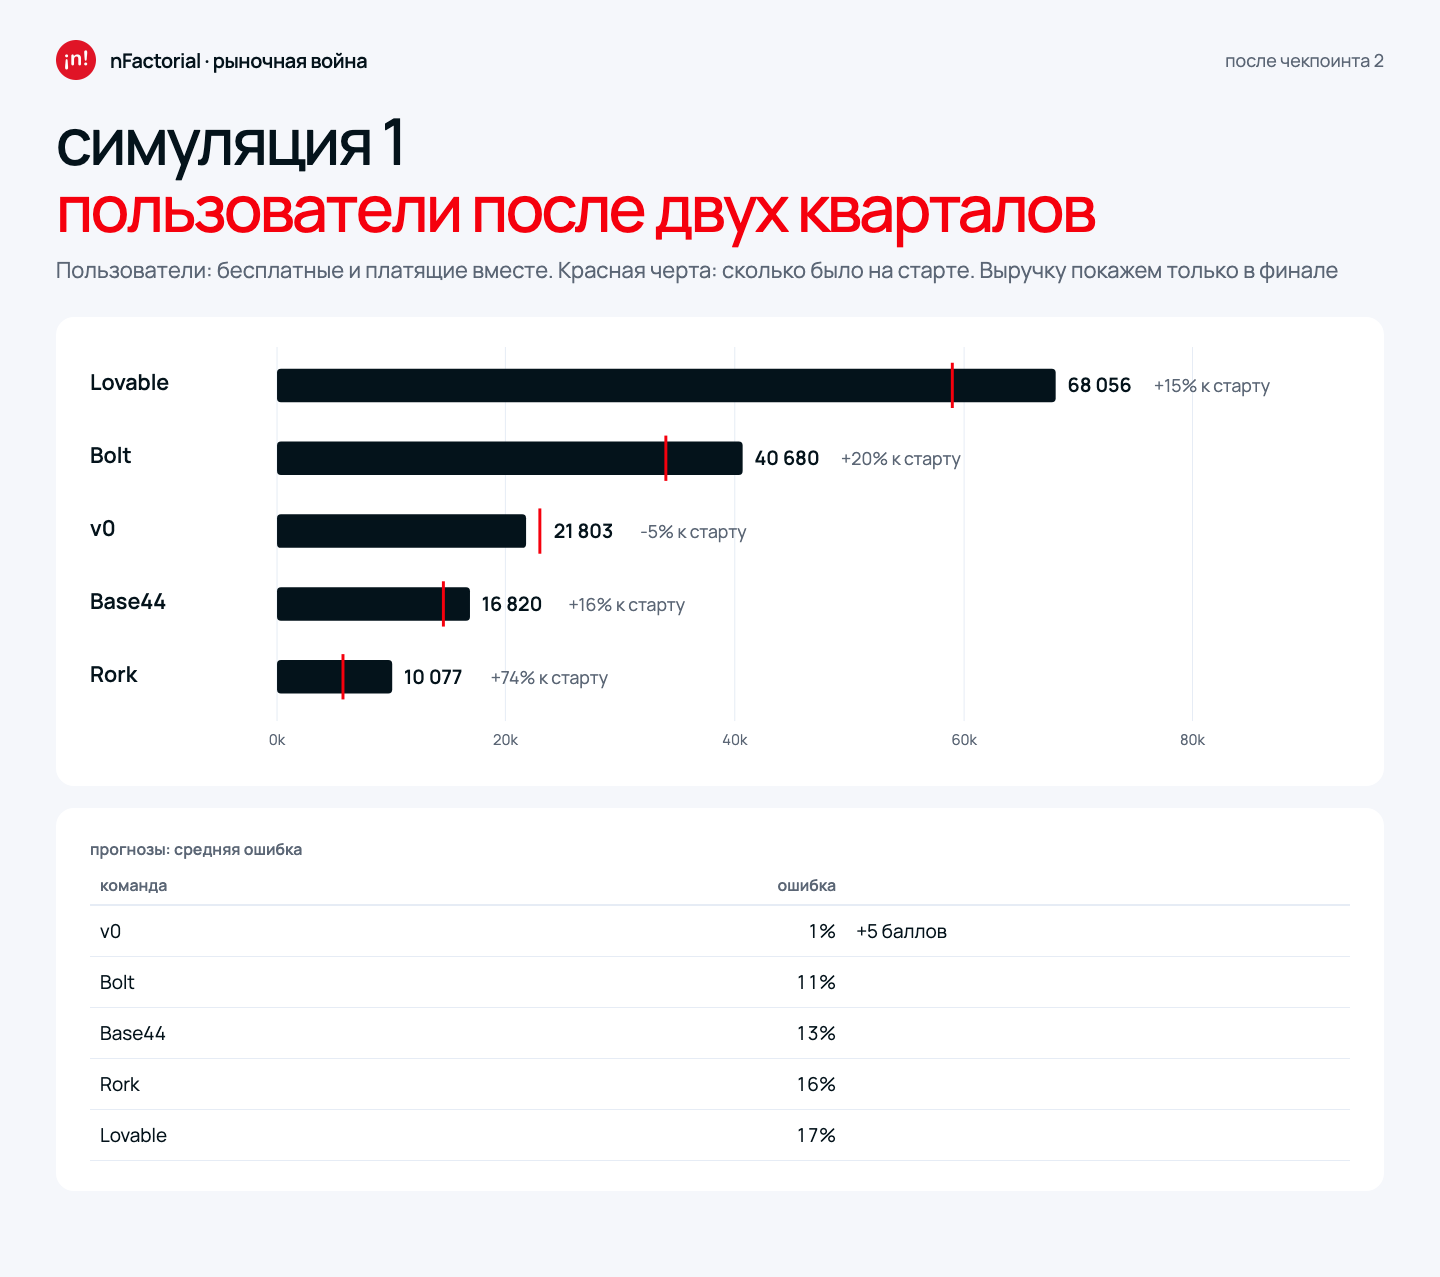 ¡n!
nFactorial · рыночная война
после чекпоинта 2
симуляция 1
пользователи после двух кварталов
Пользователи: бесплатные и платящие вместе. Красная черта: сколько было на старте. Выручку покажем только в финале
Lovable 68 056 +15% к старту
Bolt 40 680 +20% к старту
v0 21 803 -5% к старту
Base44 16 820 +16% к старту
Rork 10 077 +74% к старту
0k 20k 40k 60k 80k
прогнозы: средняя ошибка
команда ошибка
v0 1% +5 баллов
Bolt 11%
Base44 13%
Rork 16%
Lovable 17%